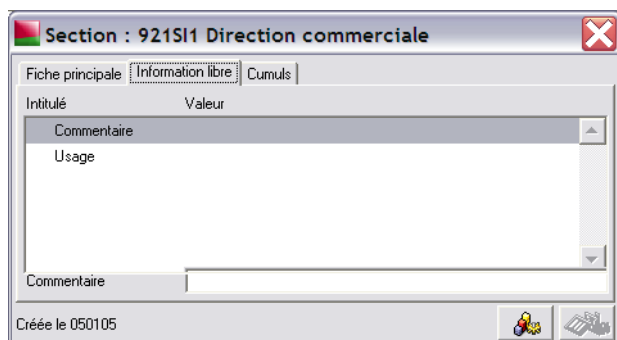 Section : 921SI1 Direction commerciale
Fiche principale Information libre Cumuls
Intitulé Valeur
Commentaire
Usage
Commentaire
Créée le 050105